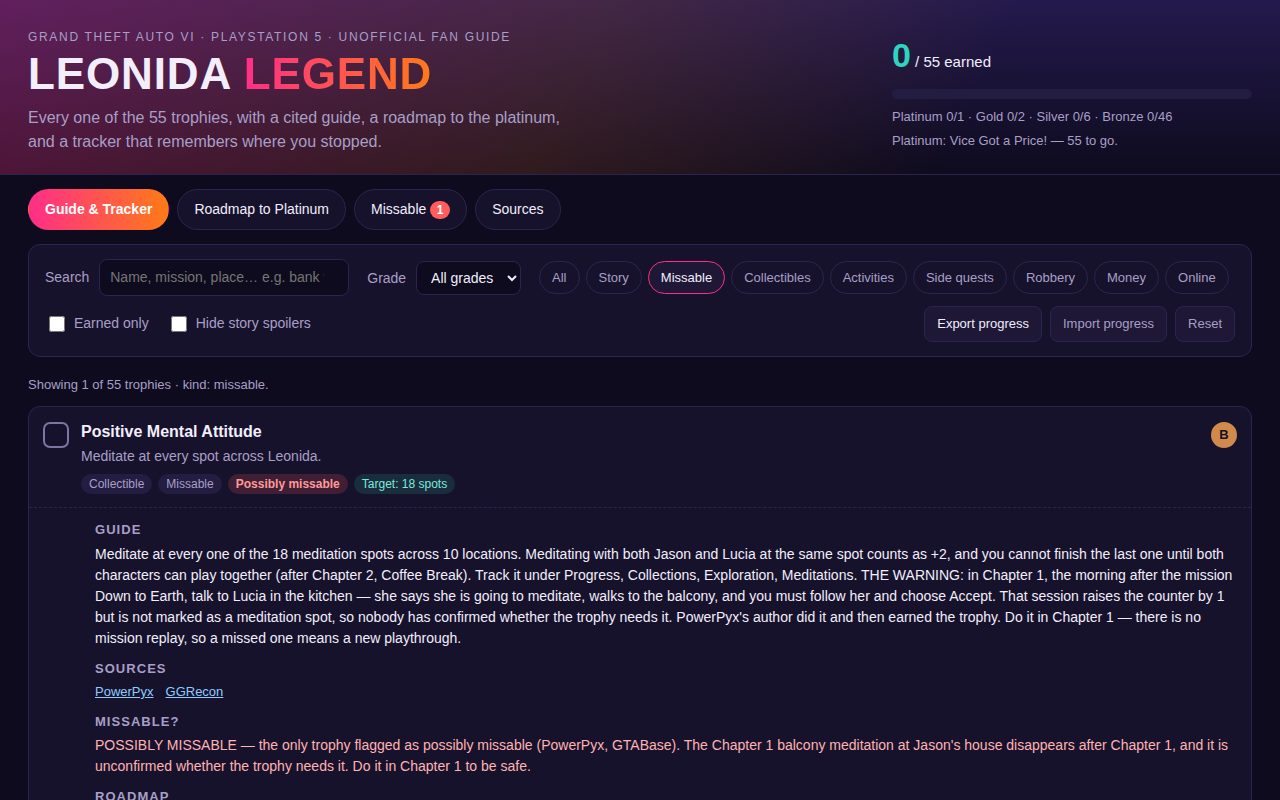 GRAND THEFT AUTO VI · PLAYSTATION 5 · UNOFFICIAL FAN GUIDE
LEONIDA LEGEND
Every one of the 55 trophies, with a cited guide, a roadmap to the platinum,
and a tracker that remembers where you stopped.
0 / 55 earned
Platinum 0/1 · Gold 0/2 · Silver 0/6 · Bronze 0/46
Platinum: Vice Got a Price! — 55 to go.
Guide & Tracker
Roadmap to Platinum
Missable 1
Sources
Search
Name, mission, place… e.g. bank
Grade
All grades
All
Story
Missable
Collectibles
Activities
Side quests
Robbery
Money
Online
Earned only
Hide story spoilers
Export progress
Import progress
Reset
Showing 1 of 55 trophies · kind: missable.
Positive Mental Attitude
B
Meditate at every spot across Leonida.
Collectible
Missable
Possibly missable
Target: 18 spots
GUIDE
Meditate at every one of the 18 meditation spots across 10 locations. Meditating with both Jason and Lucia at the same spot counts as +2, and you cannot finish the last one until both
characters can play together (after Chapter 2, Coffee Break). Track it under Progress, Collections, Exploration, Meditations. THE WARNING: in Chapter 1, the morning after the mission
Down to Earth, talk to Lucia in the kitchen — she says she is going to meditate, walks to the balcony, and you must follow her and choose Accept. That session raises the counter by 1
but is not marked as a meditation spot, so nobody has confirmed whether the trophy needs it. PowerPyx's author did it and then earned the trophy. Do it in Chapter 1 — there is no
mission replay, so a missed one means a new playthrough.
SOURCES
PowerPyx GGRecon
MISSABLE?
POSSIBLY MISSABLE — the only trophy flagged as possibly missable (PowerPyx, GTABase). The Chapter 1 balcony meditation at Jason's house disappears after Chapter 1, and it is
unconfirmed whether the trophy needs it. Do it in Chapter 1 to be safe.
ROADMAP